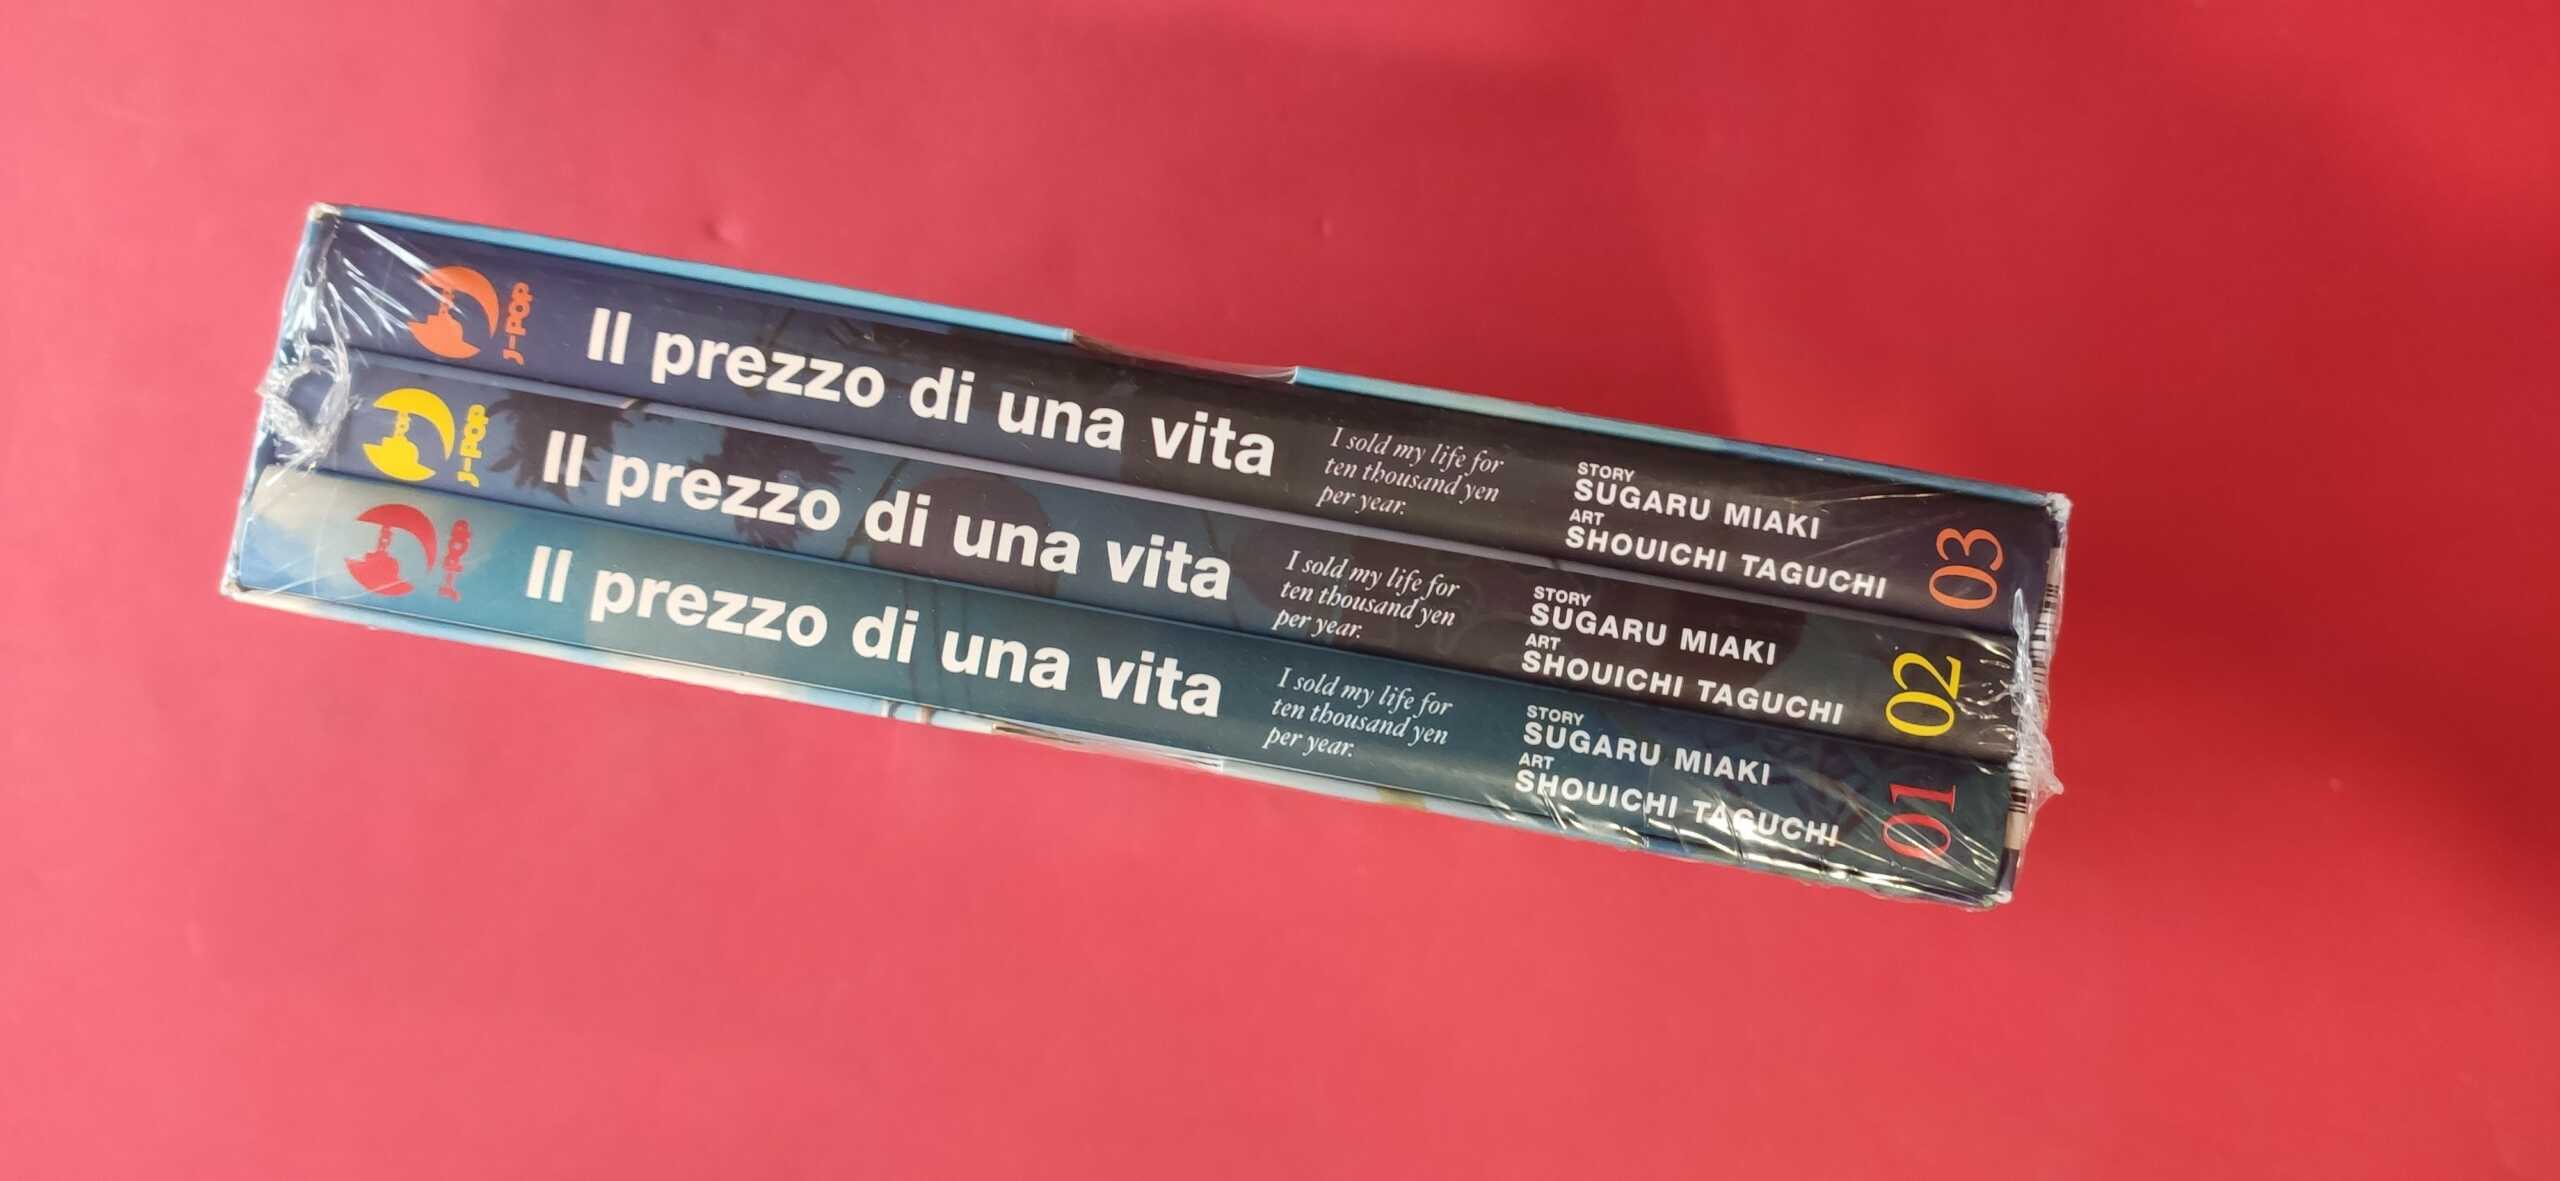 J-POP
Il prezzo di una vita
I sold my life for
ten thousand yen
per year.
STORY
SUGARU MIAKI
ART
SHOUICHI TAGUCHI
03
J-POP
Il prezzo di una vita
I sold my life for
ten thousand yen
per year.
STORY
SUGARU MIAKI
ART
SHOUICHI TAGUCHI
02
J-POP
Il prezzo di una vita
I sold my life for
ten thousand yen
per year.
STORY
SUGARU MIAKI
ART
SHOUICHI TAGUCHI
01